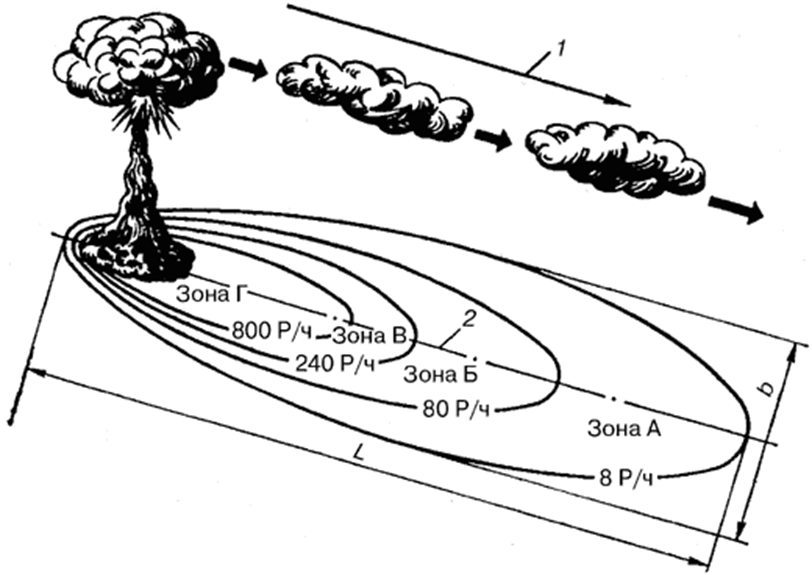 1
Зона Г
800 Р/ч
Зона В
2
240 Р/ч
Зона Б
80 Р/ч
Зона А
8 Р/ч
L
b